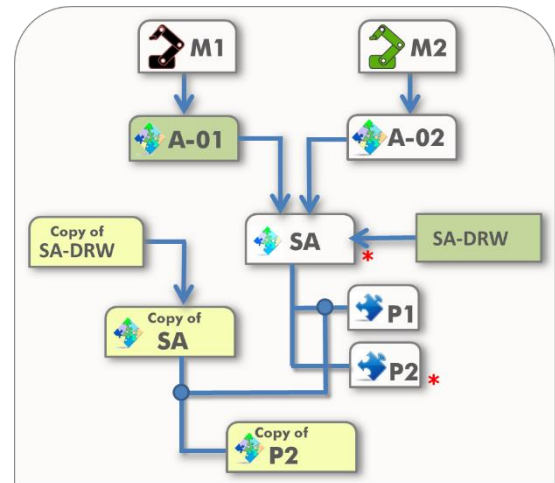 M1
M2
A-01
A-02
Copy of
SA-DRW
SA
*
SA-DRW
Copy of
SA
P1
P2
*
Copy of
P2